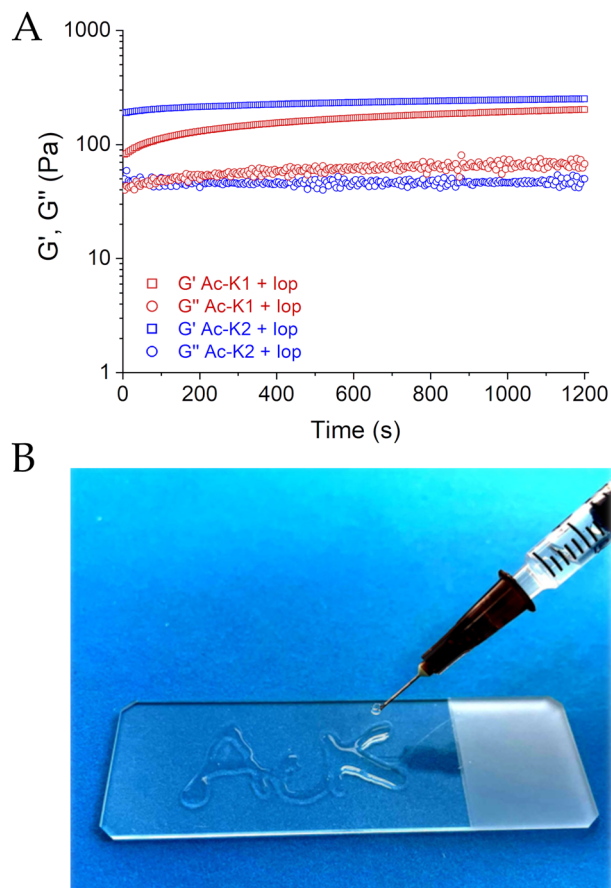 A
1000
100
10
1
G', G'' (Pa)
G' Ac-K1 + Iop
G'' Ac-K1 + Iop
G' Ac-K2 + Iop
G'' Ac-K2 + Iop
0 200 400 600 800 1000 1200
Time (s)
B
AcK